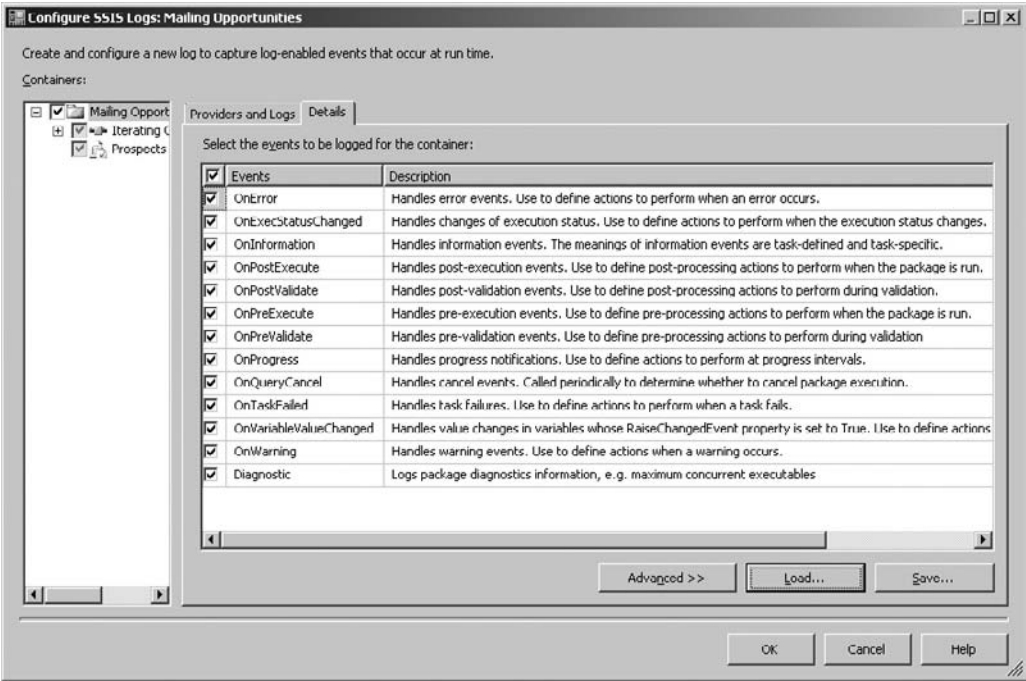 Configure SSIS Logs: Mailing Opportunities
Create and configure a new log to capture log-enabled events that occur at run time.
Containers:
Mailing Opport
Iterating C
Prospects
Providers and Logs Details
Select the events to be logged for the container:
Events Description
OnError Handles error events. Use to define actions to perform when an error occurs.
OnExecStatusChanged Handles changes of execution status. Use to define actions to perform when the execution status changes.
OnInformation Handles information events. The meanings of information events are task-defined and task-specific.
OnPostExecute Handles post-execution events. Use to define post-processing actions to perform when the package is run.
OnPostValidate Handles post-validation events. Use to define post-processing actions to perform during validation.
OnPreExecute Handles pre-execution events. Use to define pre-processing actions to perform when the package is run.
OnPreValidate Handles pre-validation events. Use to define pre-processing actions to perform during validation
OnProgress Handles progress notifications. Use to define actions to perform at progress intervals.
OnQueryCancel Handles cancel events. Called periodically to determine whether to cancel package execution.
OnTaskFailed Handles task failures. Use to define actions to perform when a task fails.
OnVariableValueChanged Handles value changes in variables whose RaiseChangedEvent property is set to True. Use to define actions
OnWarning Handles warning events. Use to define actions when a warning occurs.
Diagnostic Logs package diagnostics information, e.g. maximum concurrent executables
Advanced >> Load... Save...
OK Cancel Help